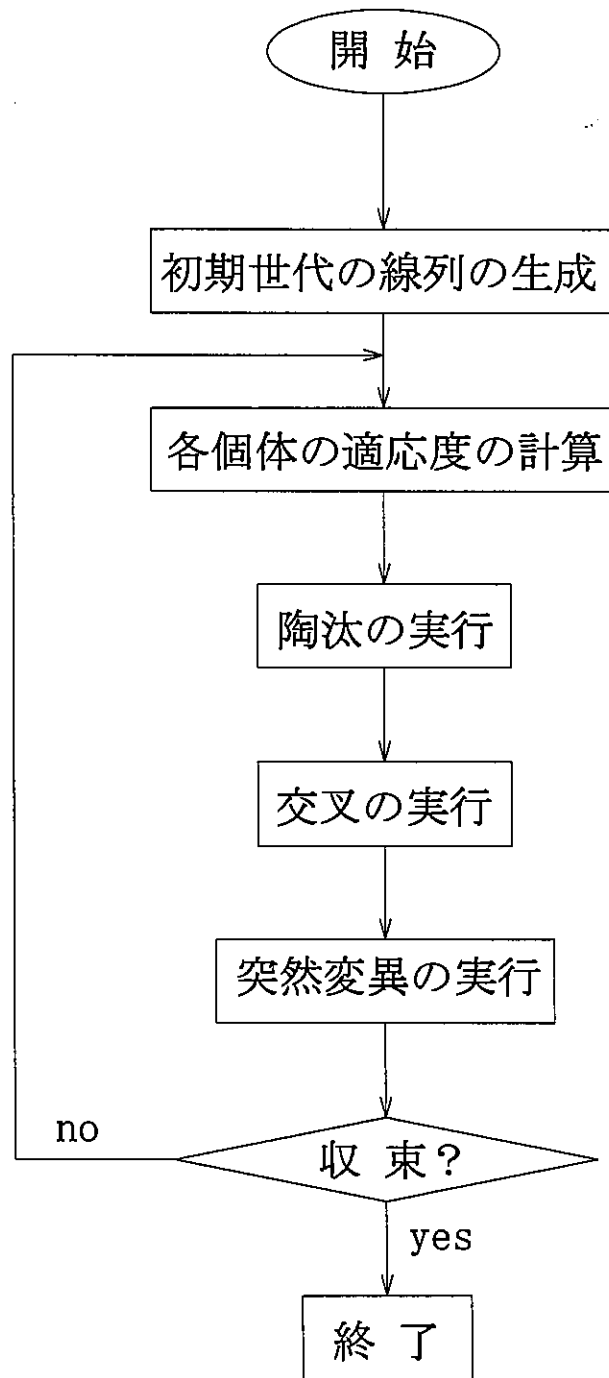 開 始
初期世代の線列の生成
各個体の適応度の計算
陶汰の実行
交叉の実行
突然変異の実行
no
収 束?
yes
終 了